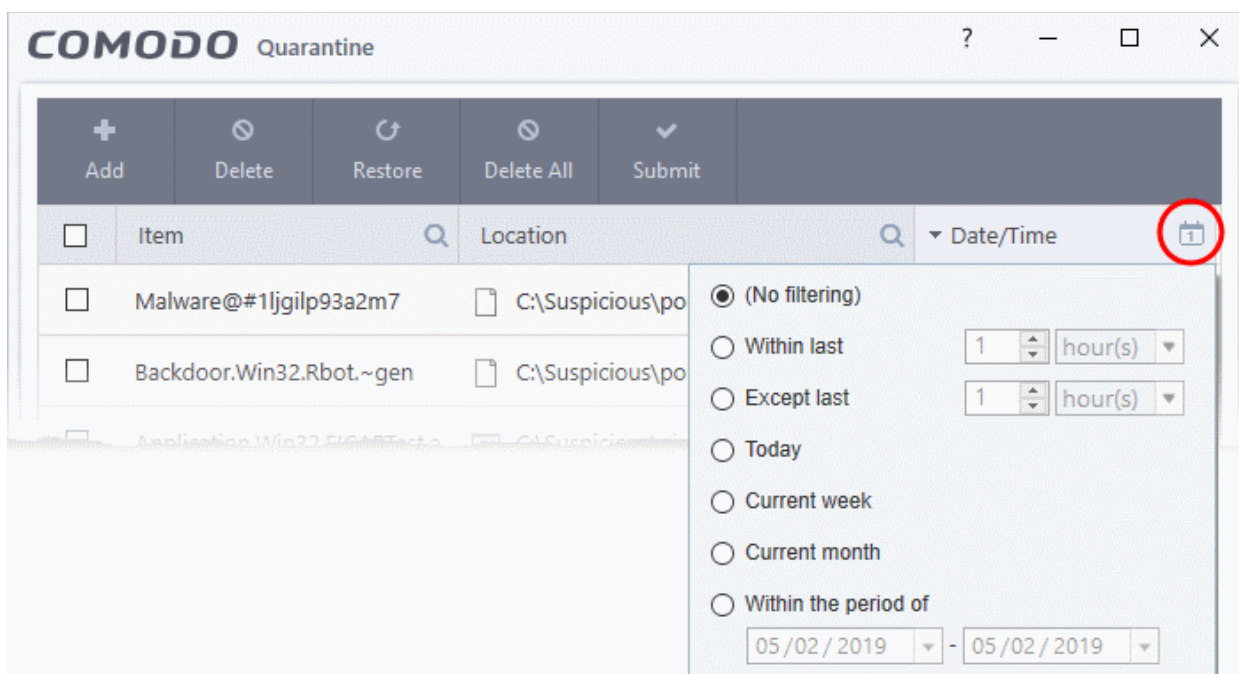 COMODO Quarantine ?
Add Delete Restore Delete All Submit
Item Location Date/Time 1
Malware@#1ljgilp93a2m7 C:\Suspicious\po
Backdoor.Win32.Rbot.~gen C:\Suspicious\po
(No filtering)
Within last 1 hour(s)
Except last 1 hour(s)
Today
Current week
Current month
Within the period of
05/02/2019 - 05/02/2019